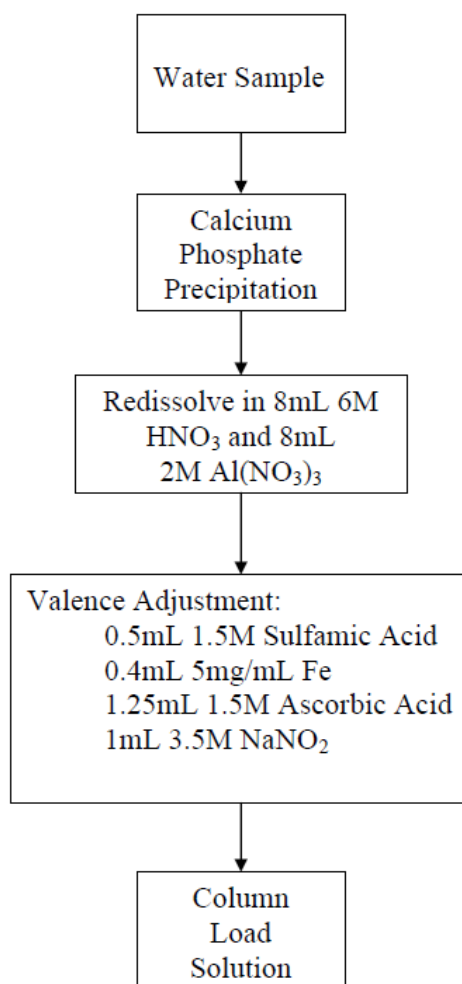 Water Sample
Calcium
Phosphate
Precipitation
Redissolve in 8mL 6M
HNO₃ and 8mL
2M Al(NO₃)₃
Valence Adjustment:
0.5mL 1.5M Sulfamic Acid
0.4mL 5mg/mL Fe
1.25mL 1.5M Ascorbic Acid
1mL 3.5M NaNO₂
Column
Load
Solution